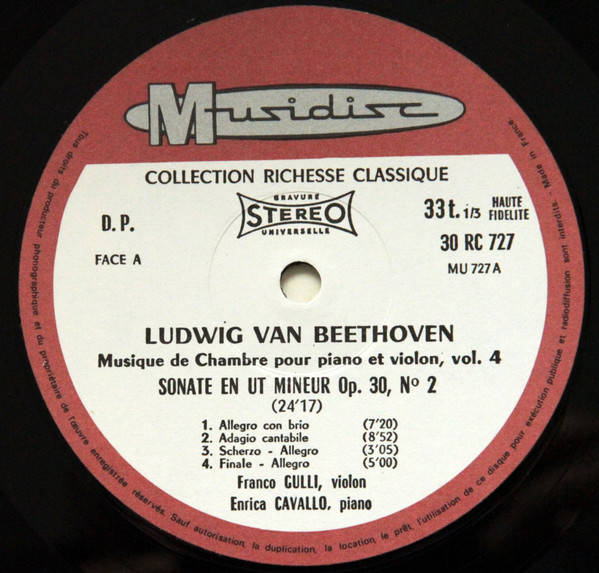 Musidisc
COLLECTION RICHESSE CLASSIQUE
GRAVURE
STEREO
UNIVERSELLE
D.P.
FACE A
33t. 1/3 HAUTE FIDELITE
30 RC 727
MU 727 A
LUDWIG VAN BEETHOVEN
Musique de Chambre pour piano et violon, vol. 4
SONATE EN UT MINEUR Op. 30, No 2
(24'17)
1. Allegro con brio (7'20)
2. Adagio cantabile (8'52)
3. Scherzo - Allegro (3'05)
4. Finale - Allegro (5'00)
Franco GULLI, violon
Enrica CAVALLO, piano
Tous droits du producteur phonographique et du propriétaire de l'œuvre enregistrée réservés. Sauf autorisation, la duplication, la location, le prêt, l'utilisation de ce disque pour exécution publique et radiodiffusion sont interdits. - Made in France